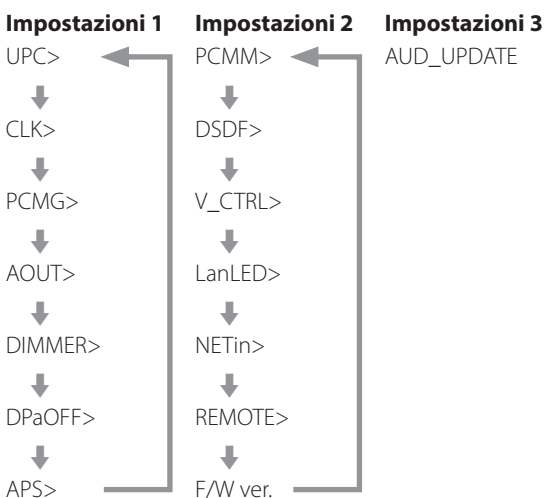 Impostazioni 1
UPC>
CLK>
PCMG>
AOUT>
DIMMER>
DPaOFF>
APS>
Impostazioni 2
PCMM>
DSDF>
V_CTRL>
LanLED>
NETin>
REMOTE>
F/W ver.
Impostazioni 3
AUD_UPDATE